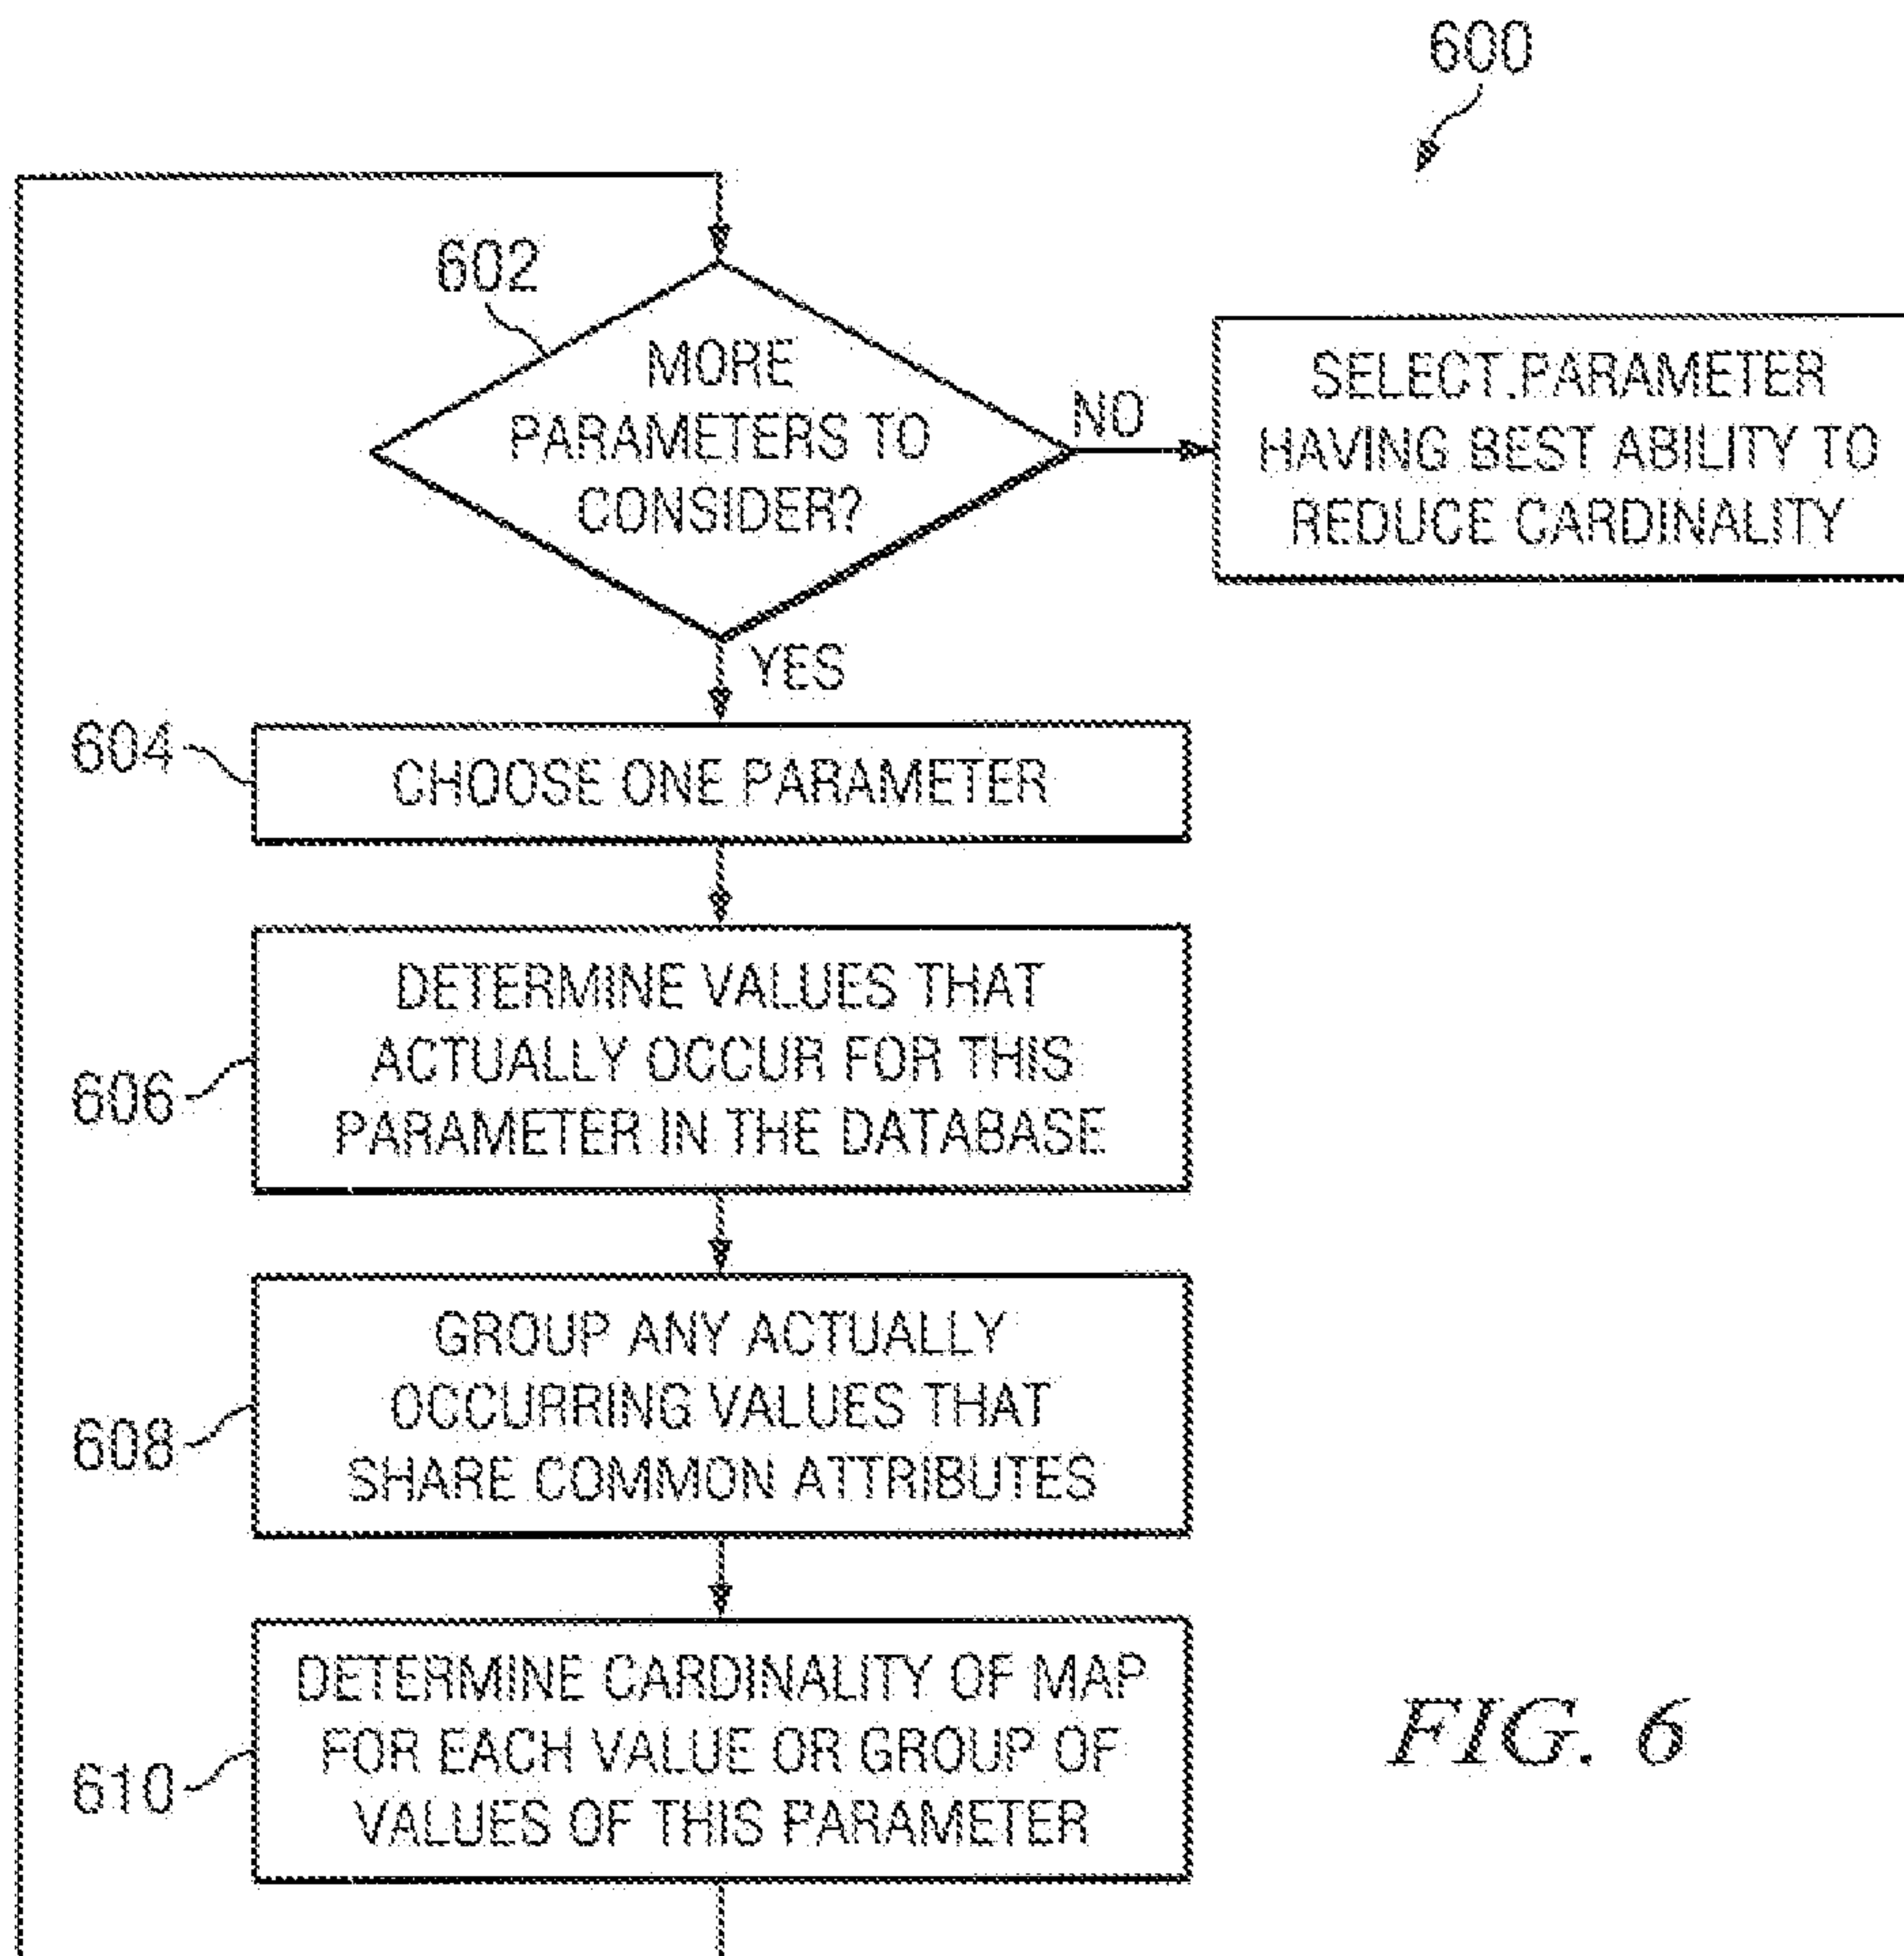 600
602
MORE
PARAMETERS TO
CONSIDER?
NO
SELECT PARAMETER
HAVING BEST ABILITY TO
REDUCE CARDINALITY
YES
604
CHOOSE ONE PARAMETER
606
DETERMINE VALUES THAT
ACTUALLY OCCUR FOR THIS
PARAMETER IN THE DATABASE
608
GROUP ANY ACTUALLY
OCCURRING VALUES THAT
SHARE COMMON ATTRIBUTES
610
DETERMINE CARDINALITY OF MAP
FOR EACH VALUE OR GROUP OF
VALUES OF THIS PARAMETER
FIG. 6